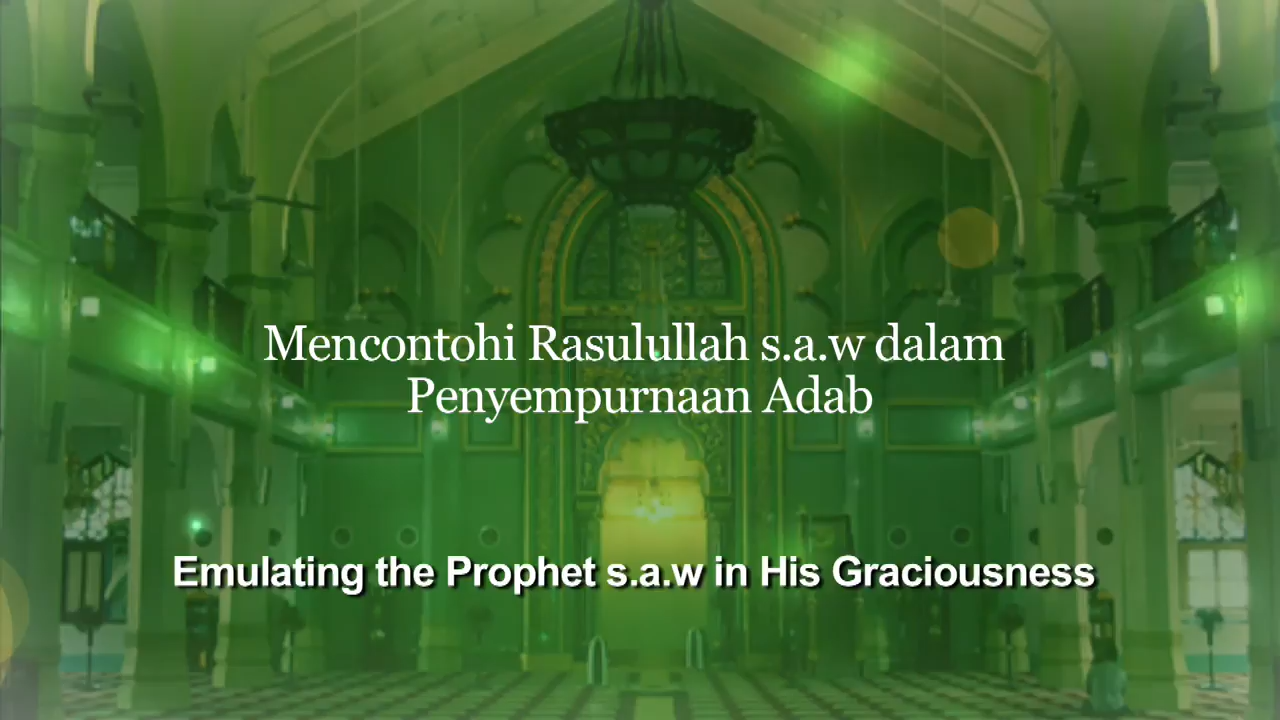 Mencontohi Rasulullah s.a.w dalam
Penyempurnaan Adab
Emulating the Prophet s.a.w in His Graciousness